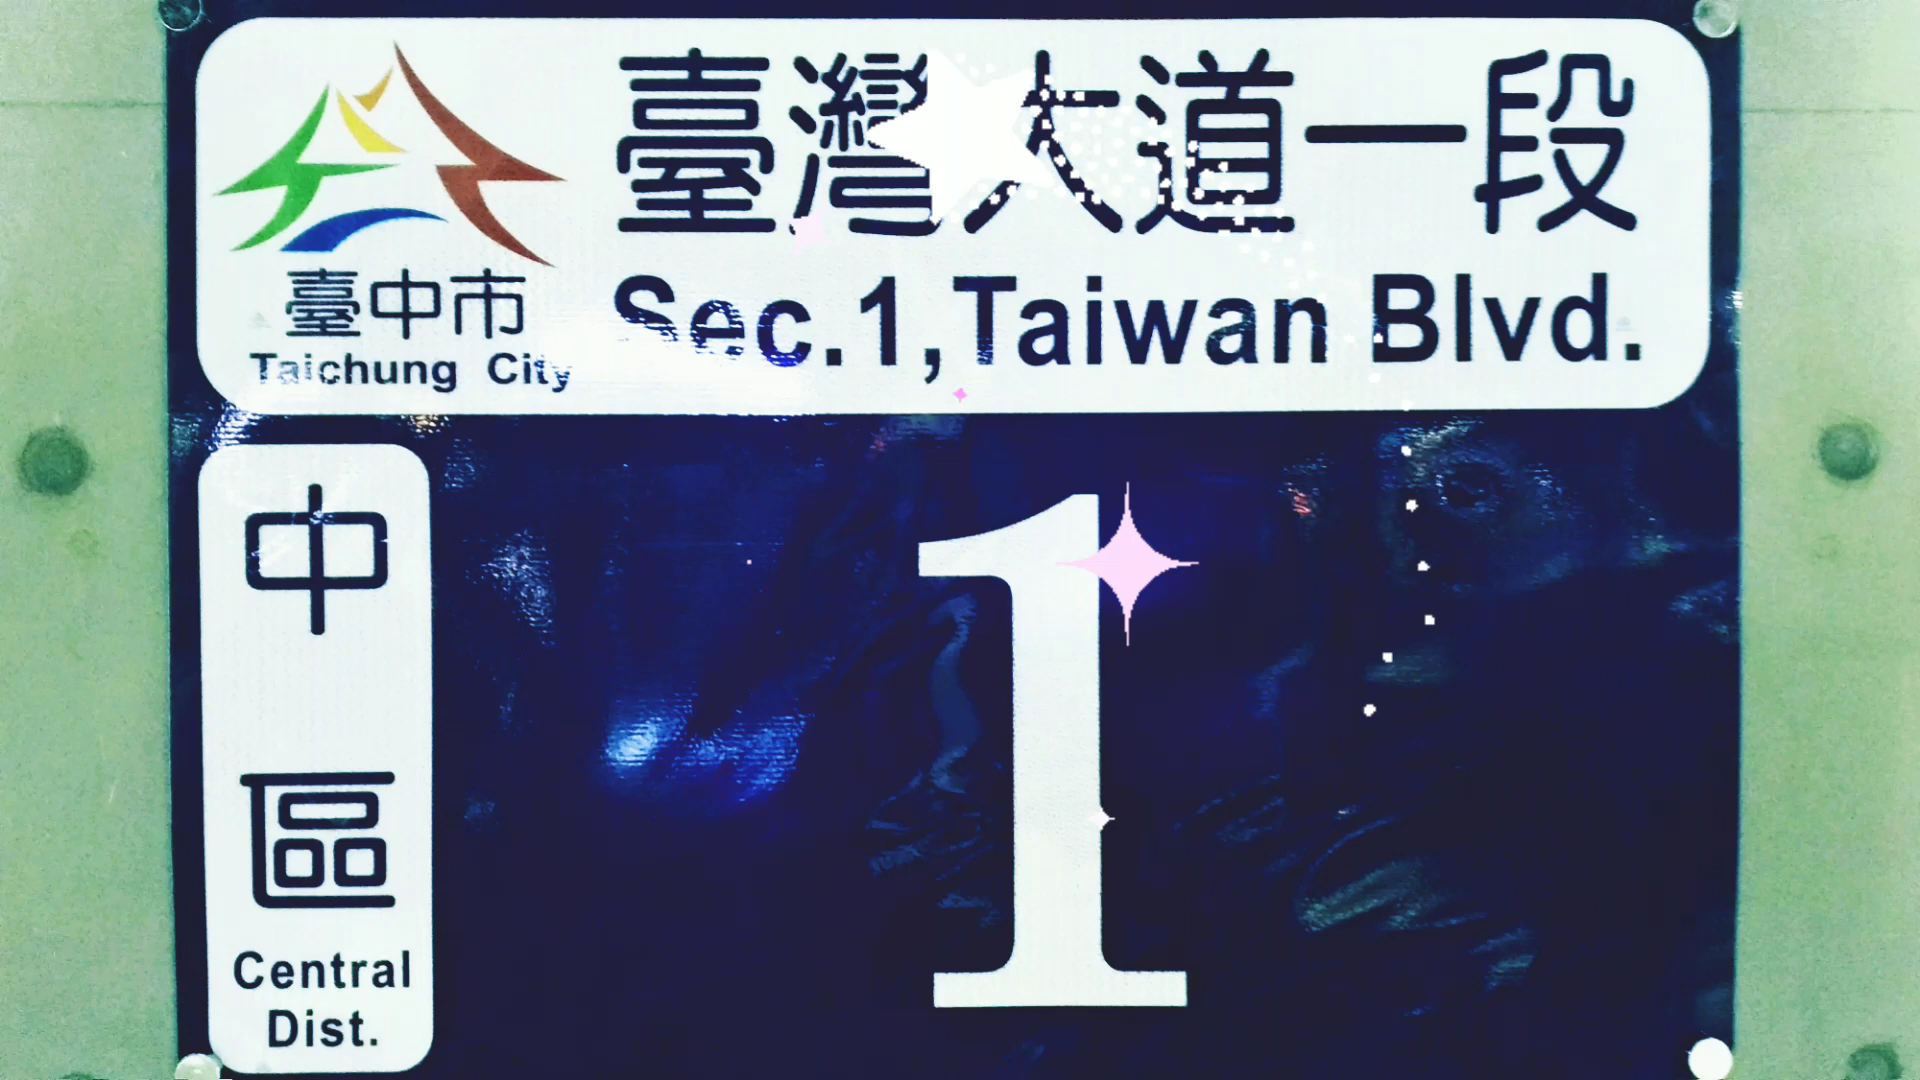 臺灣大道一段
Sec.1,Taiwan Blvd.
臺中市
Taichung City
中
區
Central
Dist.
1